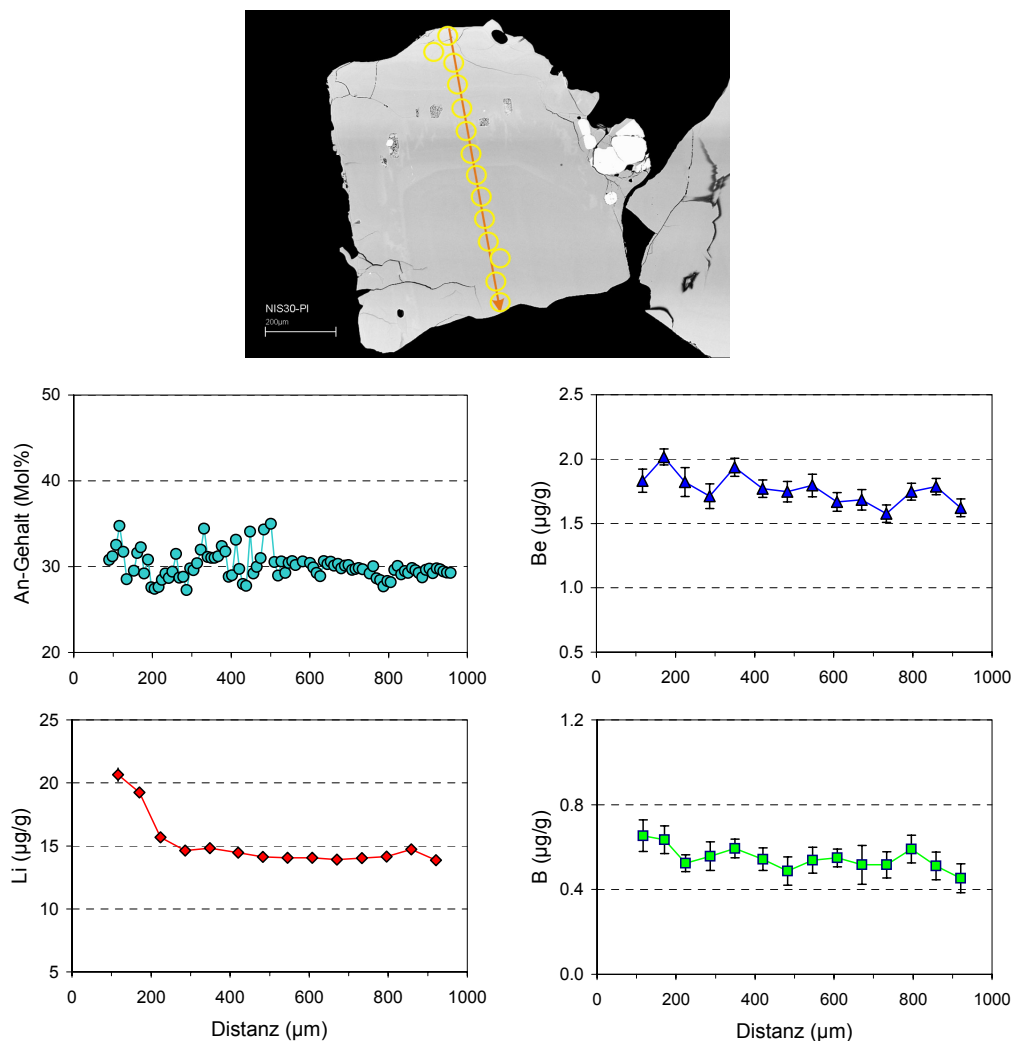 NIS30-Pl
200µm
An-Gehalt (Mol%)
50
40
30
20
0 200 400 600 800 1000
Be (µg/g)
2.5
2.0
1.5
1.0
0.5
0 200 400 600 800 1000
Li (µg/g)
25
20
15
10
5
0 200 400 600 800 1000
Distanz (µm)
B (µg/g)
1.2
0.8
0.4
0.0
0 200 400 600 800 1000
Distanz (µm)